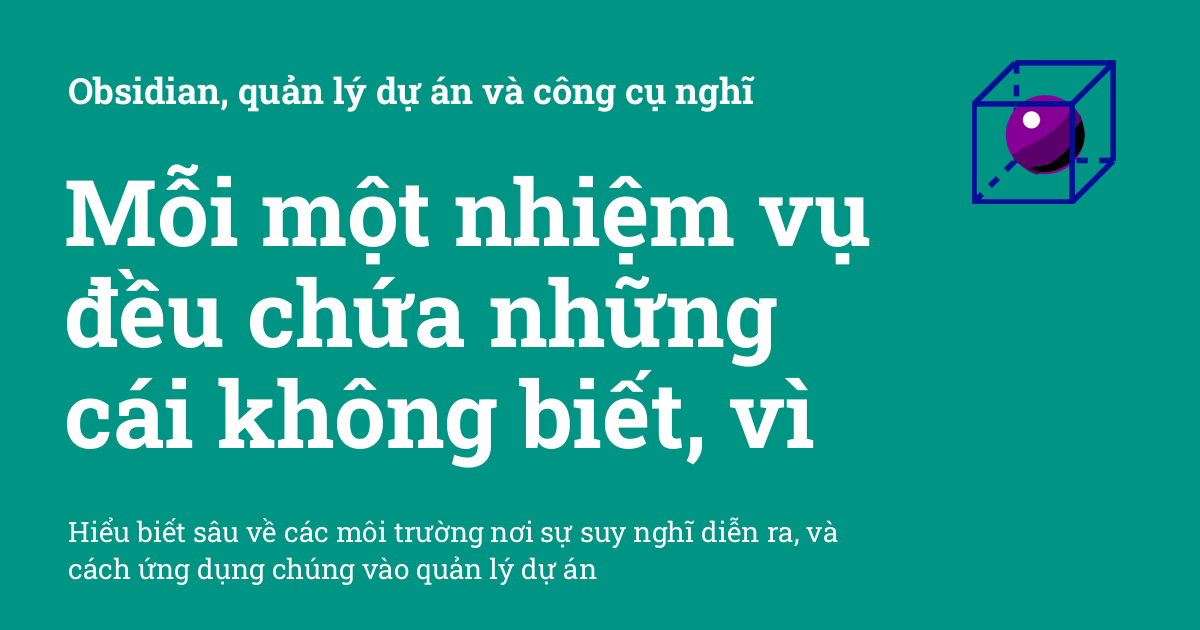 Obsidian, quản lý dự án và công cụ nghĩ
Mỗi một nhiệm vụ
đều chứa những
cái không biết, vì
Hiểu biết sâu về các môi trường nơi sự suy nghĩ diễn ra, và
cách ứng dụng chúng vào quản lý dự án